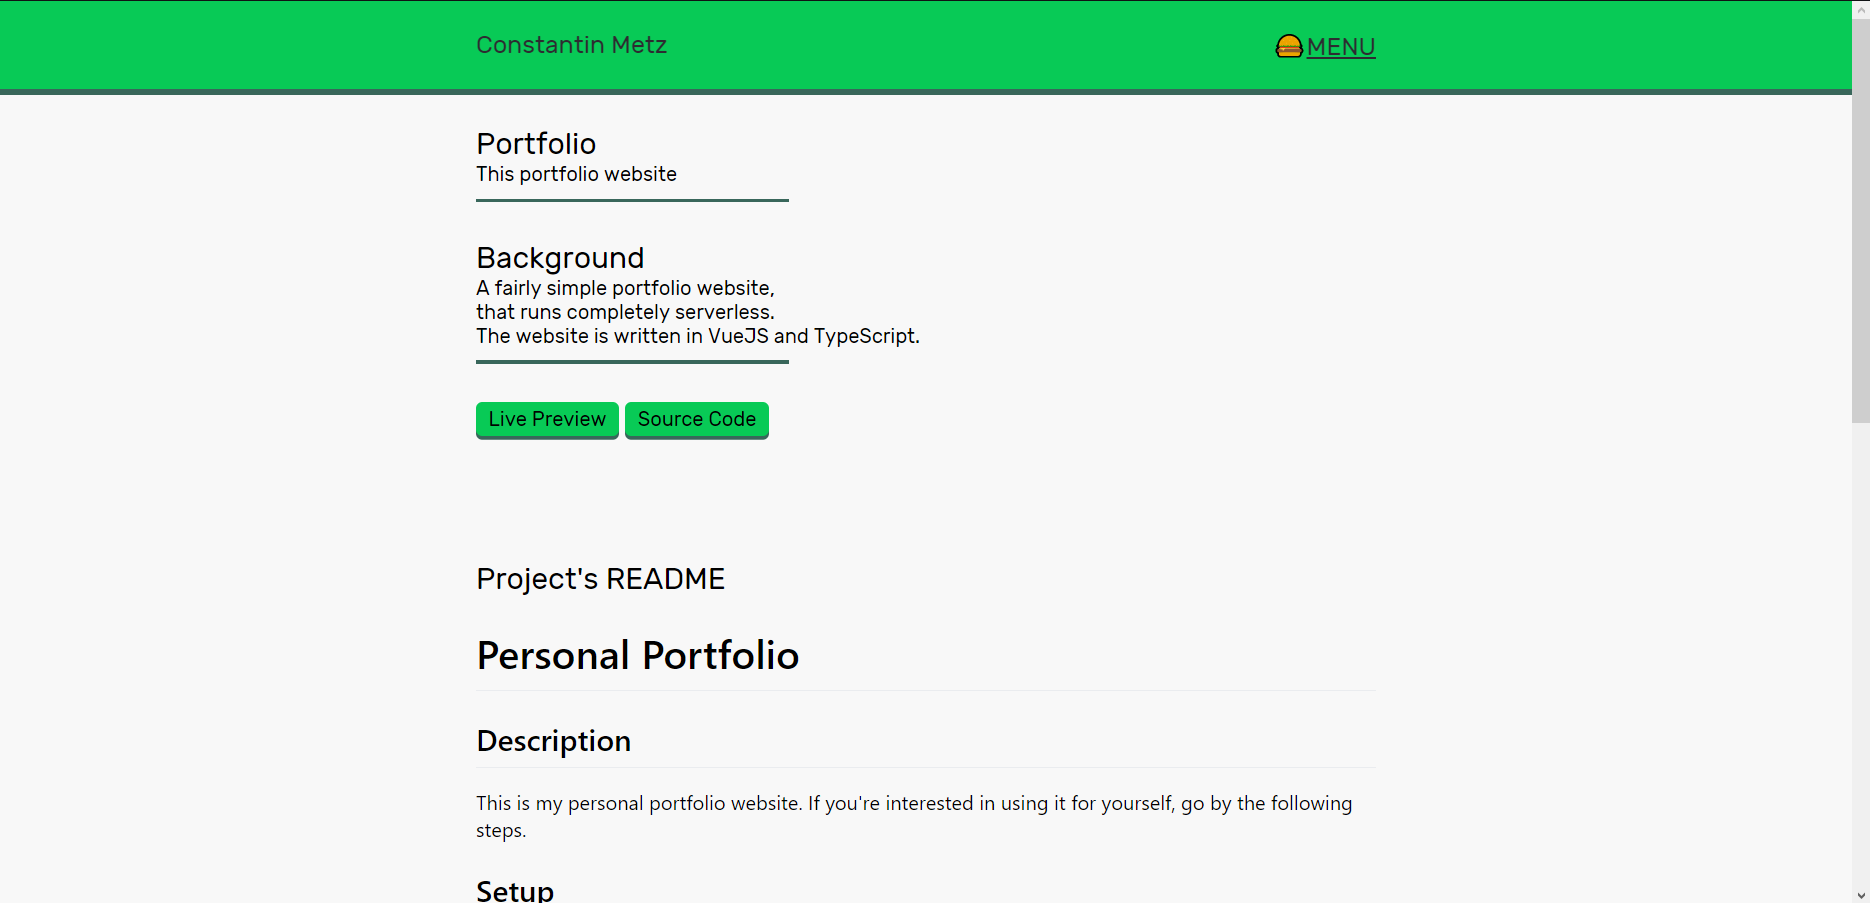 Constantin Metz
MENU
Portfolio
This portfolio website
Background
A fairly simple portfolio website,
that runs completely serverless.
The website is written in VueJS and TypeScript.
Live Preview
Source Code
Project's README
Personal Portfolio
Description
This is my personal portfolio website. If you're interested in using it for yourself, go by the following
steps.
Setup